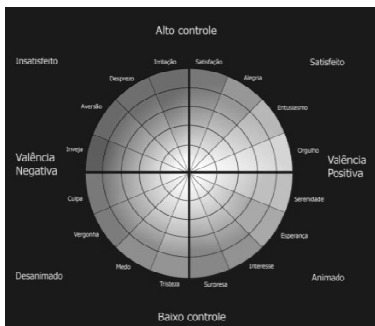 Alto controle
Insatisfeito
Satisfeito
Irritação
Satisfação
Desprezo
Alegria
Aversão
Entusiasmo
Inveja
Orgulho
Valência
Negativa
Valência
Positiva
Culpa
Serenidade
Vergonha
Esperança
Medo
Interesse
Tristeza
Surpresa
Desanimado
Animado
Baixo controle